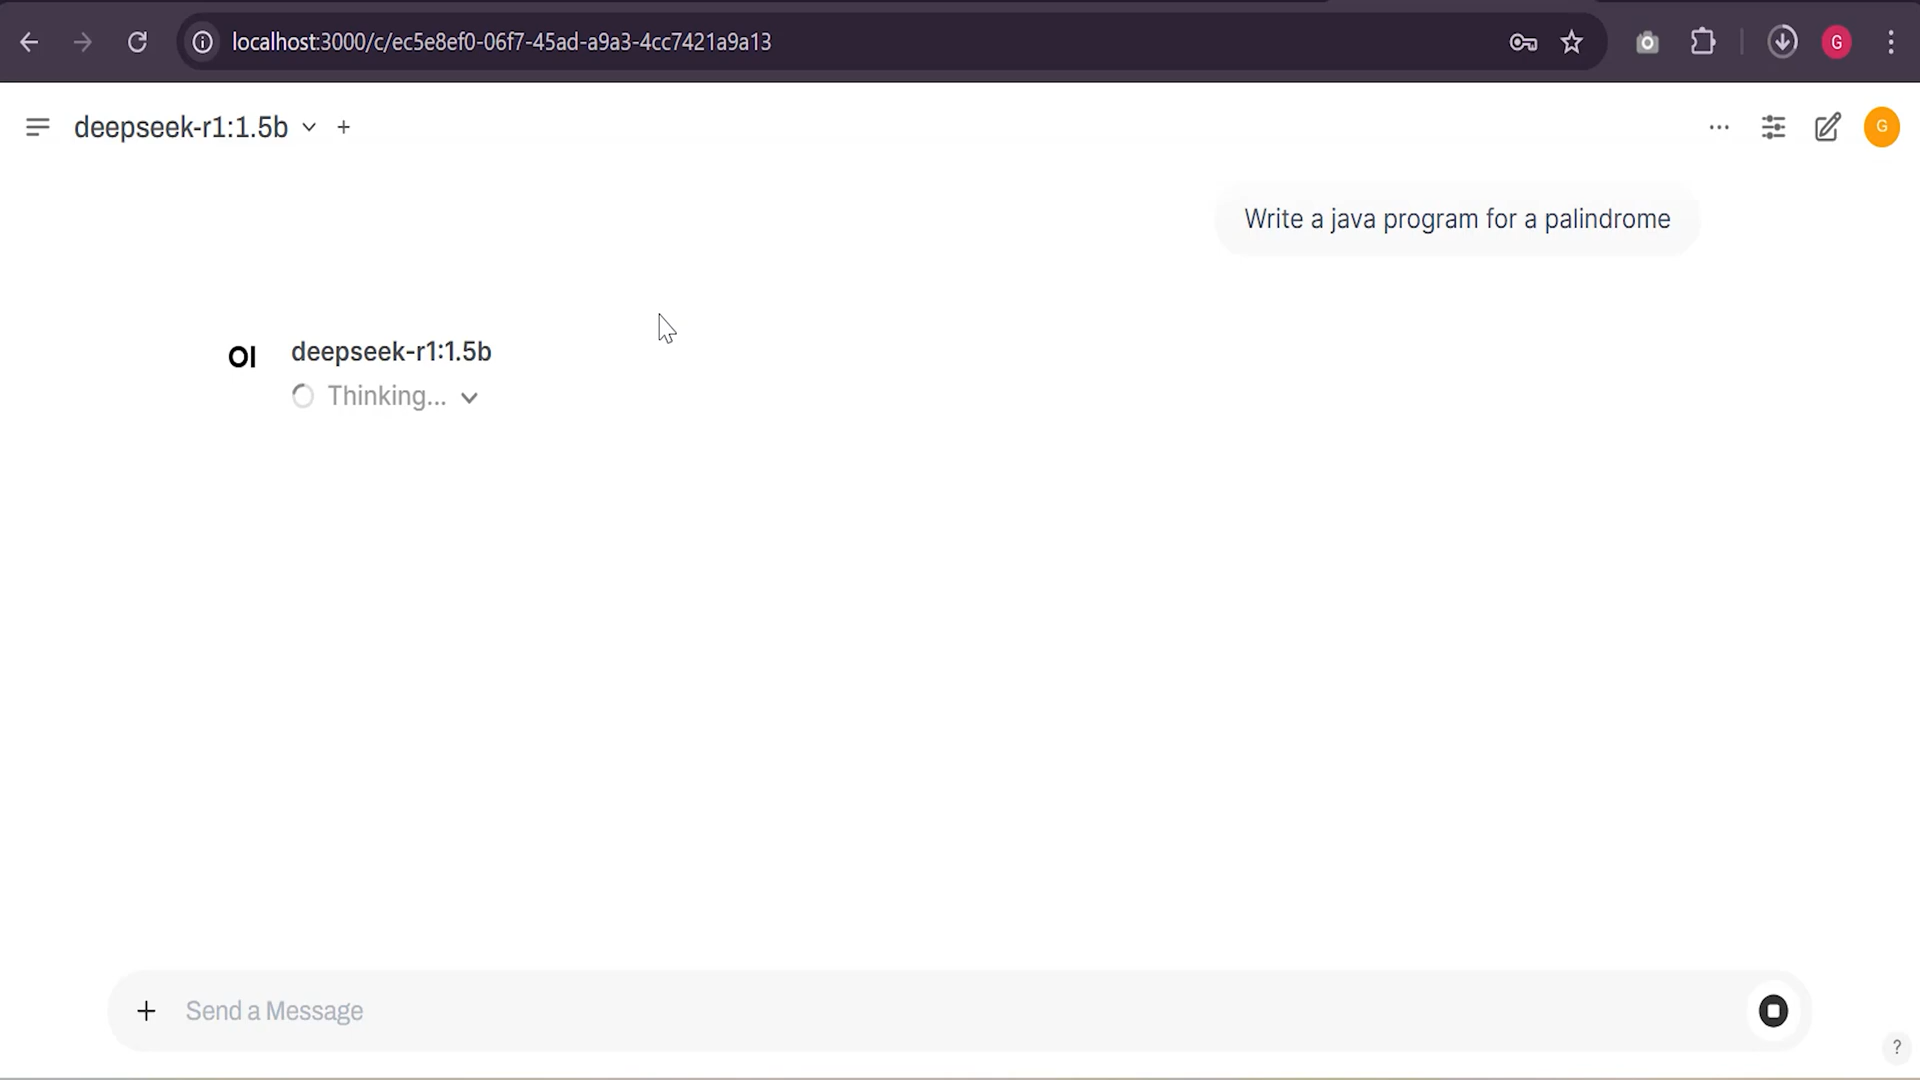 localhost:3000/c/ec5e8ef0-06f7-45ad-a9a3-4cc7421a9a13
G
deepseek-r1:1.5b
G
Write a java program for a palindrome
OI
deepseek-r1:1.5b
Thinking...
Send a Message
?